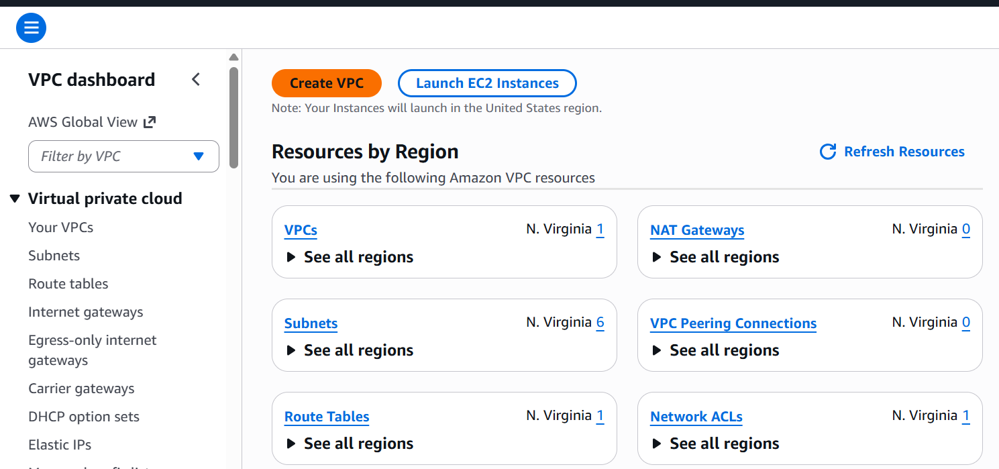 VPC dashboard
AWS Global View
Filter by VPC
Virtual private cloud
Your VPCs
Subnets
Route tables
Internet gateways
Egress-only internet
gateways
Carrier gateways
DHCP option sets
Elastic IPs
Create VPC
Launch EC2 Instances
Note: Your Instances will launch in the United States region.
Resources by Region
Refresh Resources
You are using the following Amazon VPC resources
VPCs N. Virginia 1
See all regions
NAT Gateways N. Virginia 0
See all regions
Subnets N. Virginia 6
See all regions
VPC Peering Connections N. Virginia 0
See all regions
Route Tables N. Virginia 1
See all regions
Network ACLs N. Virginia 1
See all regions